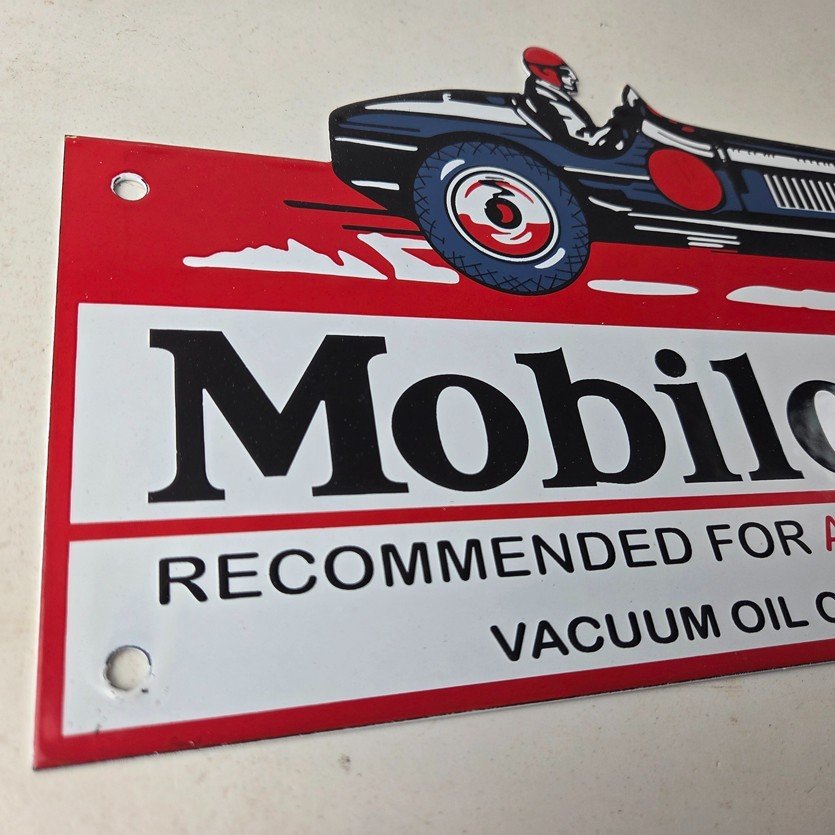 Mobilo
RECOMMENDED FOR A
VACUUM OIL C